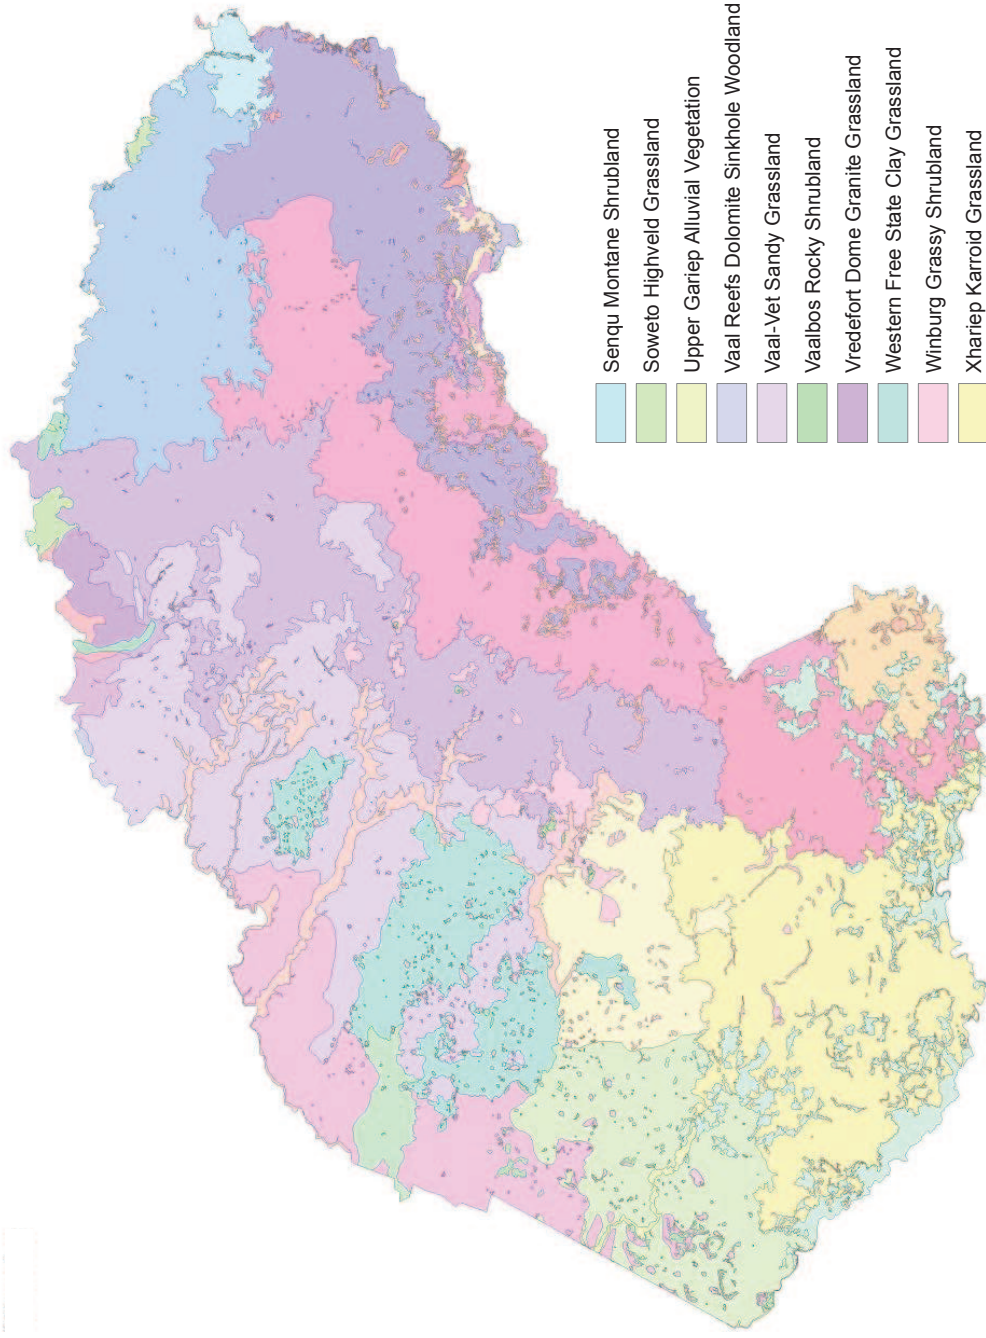 Senqu Montane Shrubland
Soweto Highveld Grassland
Upper Gariep Alluvial Vegetation
Vaal Reefs Dolomite Sinkhole Woodland
Vaal-Vet Sandy Grassland
Vaalbos Rocky Shrubland
Vredefort Dome Granite Grassland
Western Free State Clay Grassland
Winburg Grassy Shrubland
Xhariep Karroid Grassland